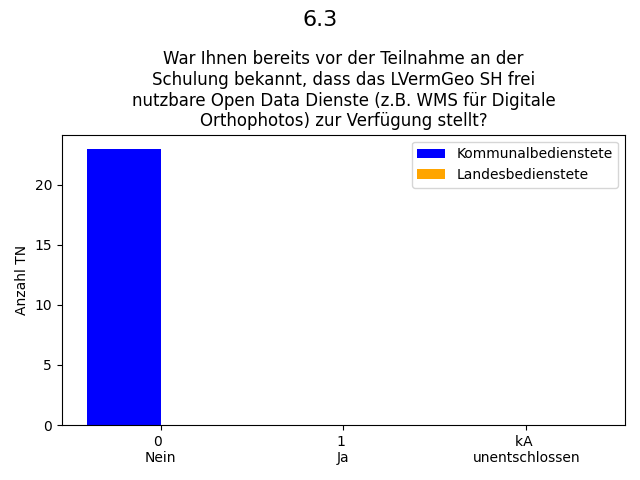 6.3
War Ihnen bereits vor der Teilnahme an der
Schulung bekannt, dass das LVermGeo SH frei
nutzbare Open Data Dienste (z.B. WMS für Digitale
Orthophotos) zur Verfügung stellt?
Kommunalbedienstete
Landesbedienstete
Anzahl TN
20
15
10
5
0
0 1 kA
Nein Ja unentschlossen